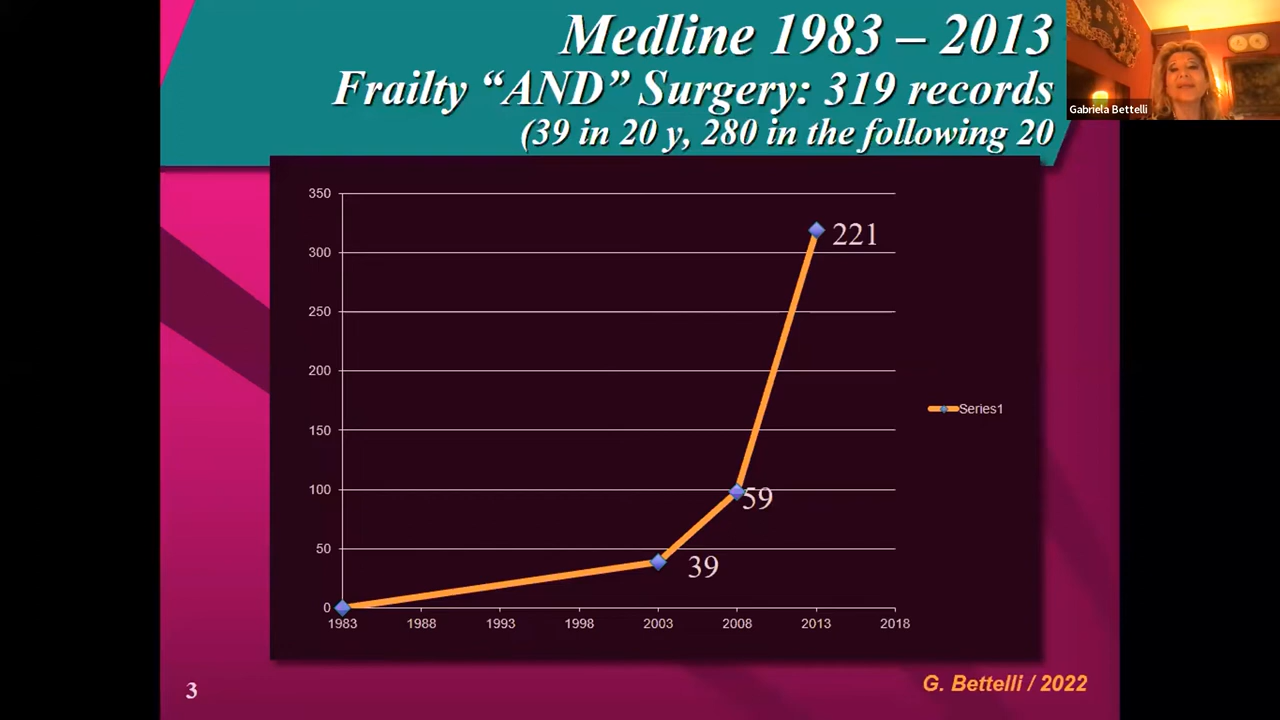 Medline 1983 – 2013
Frailty “AND” Surgery: 319 records
(39 in 20 y, 280 in the following 20
Gabriela Bettelli
350
300
250
200
150
100
50
0
221
59
39
Series1
1983 1988 1993 1998 2003 2008 2013 2018
3
G. Bettelli / 2022